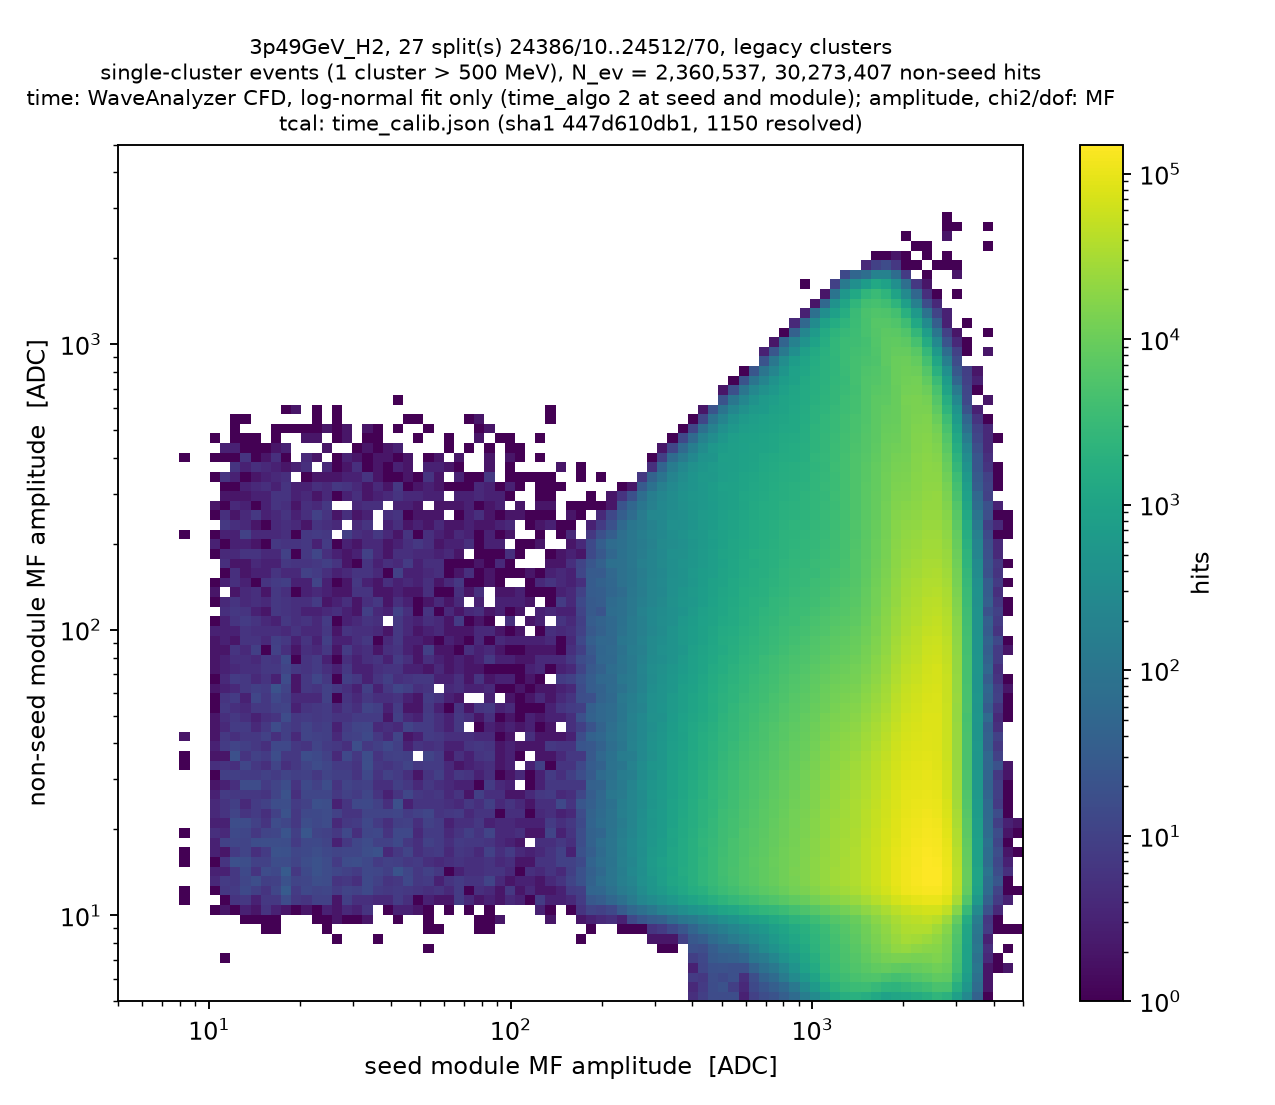 3p49GeV_H2, 27 split(s) 24386/10..24512/70, legacy clusters
single-cluster events (1 cluster > 500 MeV), N_ev = 2,360,537, 30,273,407 non-seed hits
time: WaveAnalyzer CFD, log-normal fit only (time_algo 2 at seed and module); amplitude, chi2/dof: MF
tcal: time_calib.json (sha1 447d610db1, 1150 resolved)
non-seed module MF amplitude [ADC]
10³
10²
10¹
10¹
10²
10³
seed module MF amplitude [ADC]
10⁵
10⁴
10³
10²
10¹
10⁰
hits